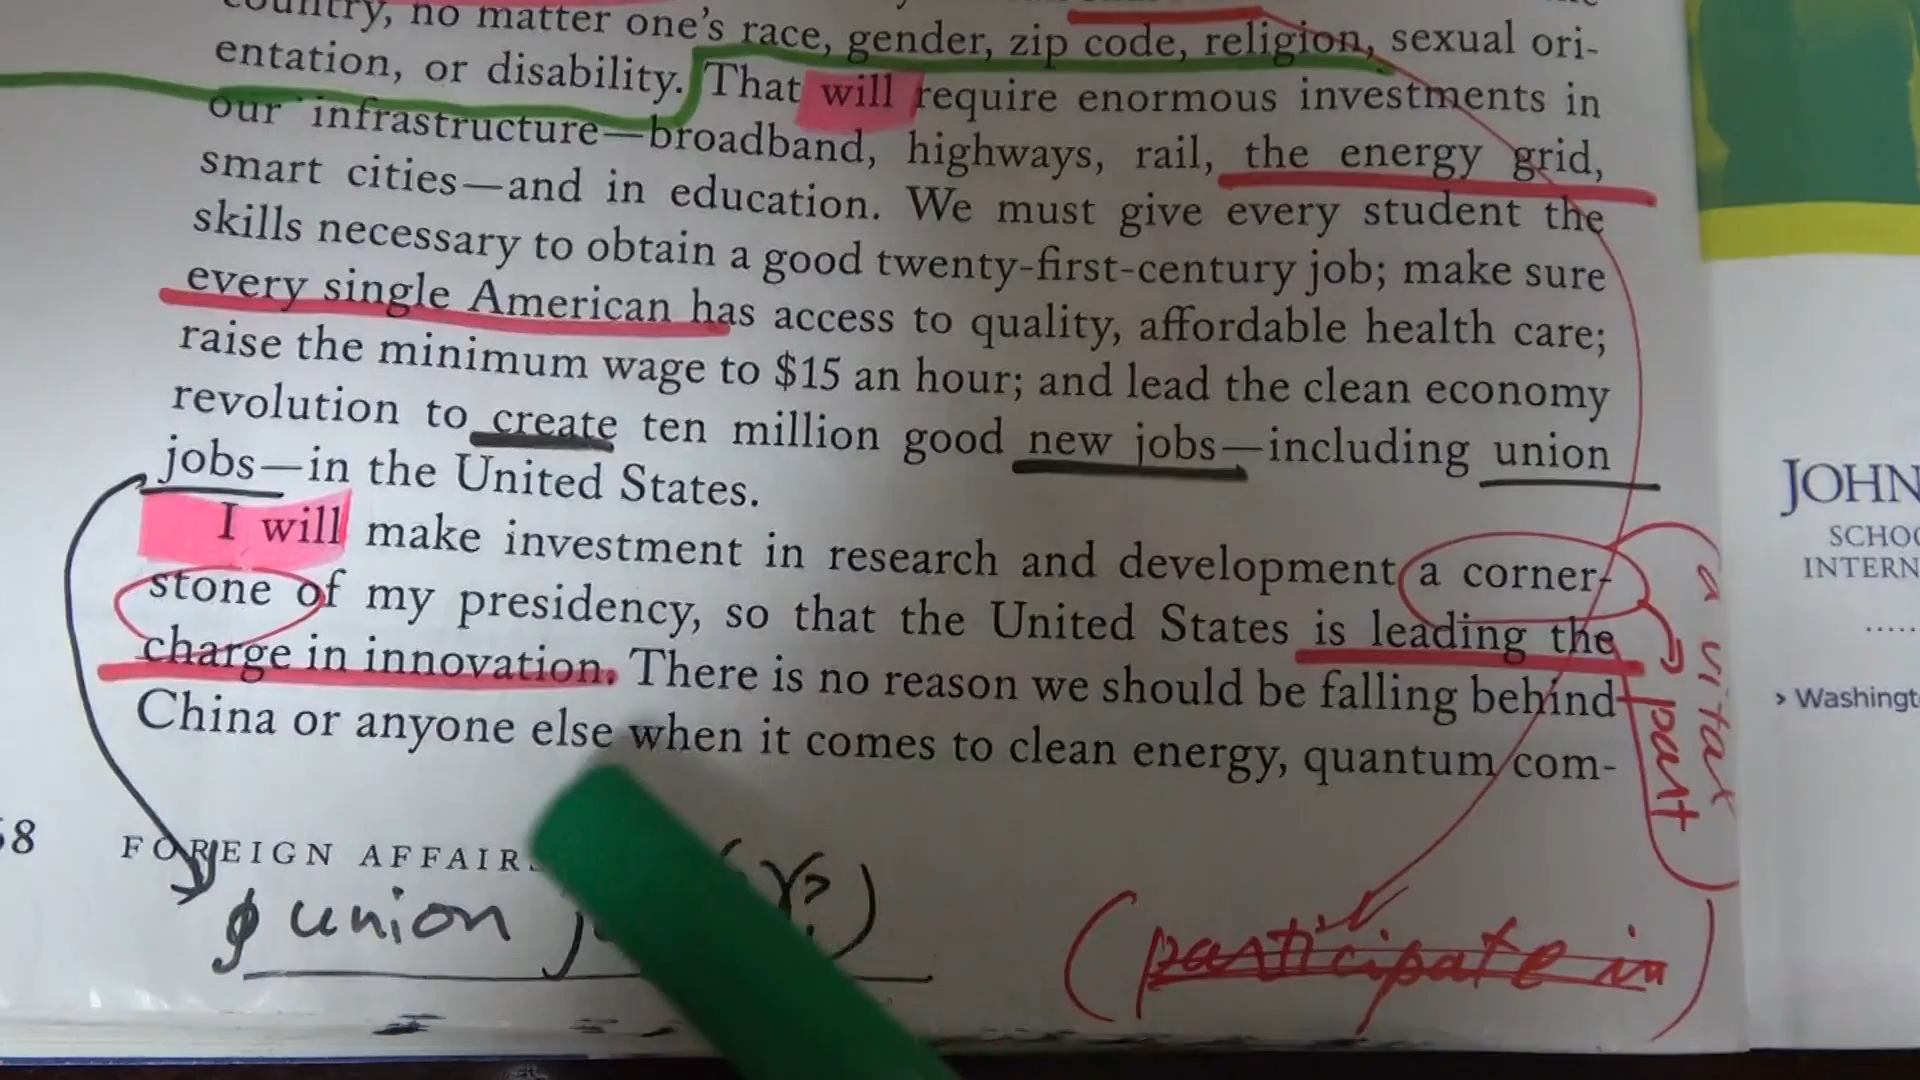 country, no matter one's race, gender, zip code, religion, sexual ori-
entation, or disability. That will require enormous investments in
our infrastructure—broadband, highways, rail, the energy grid,
smart cities—and in education. We must give every student the
skills necessary to obtain a good twenty-first-century job; make sure
every single American has access to quality, affordable health care;
raise the minimum wage to $15 an hour; and lead the clean economy
revolution to create ten million good new jobs—including union
jobs—in the United States.
I will make investment in research and development a corner-
stone of my presidency, so that the United States is leading the
charge in innovation. There is no reason we should be falling behind
China or anyone else when it comes to clean energy, quantum com-
a vital
part
8 FOREIGN AFFAIRS
union
(participate in)
JOHN
SCHOO
INTERN
.....
> Washingt